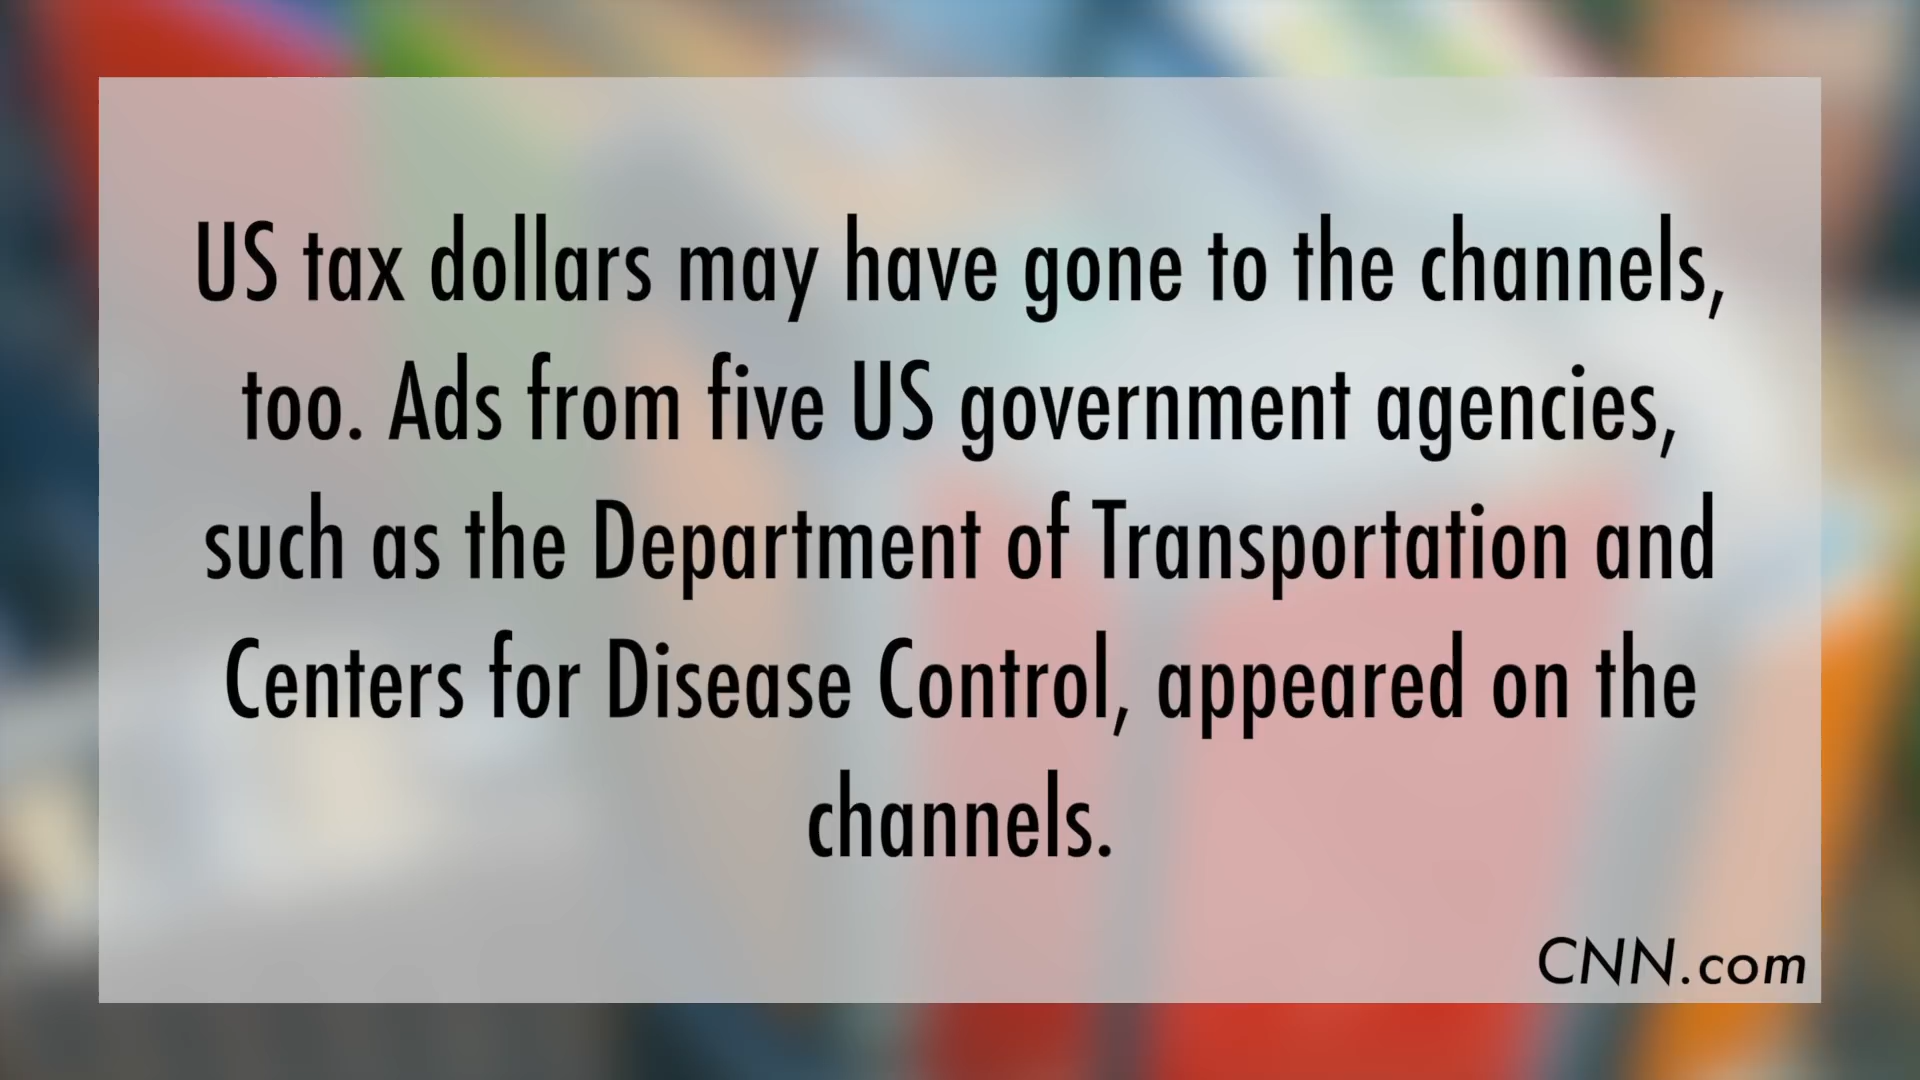 US tax dollars may have gone to the channels,
too. Ads from five US government agencies,
such as the Department of Transportation and
Centers for Disease Control, appeared on the
channels.
CNN.com